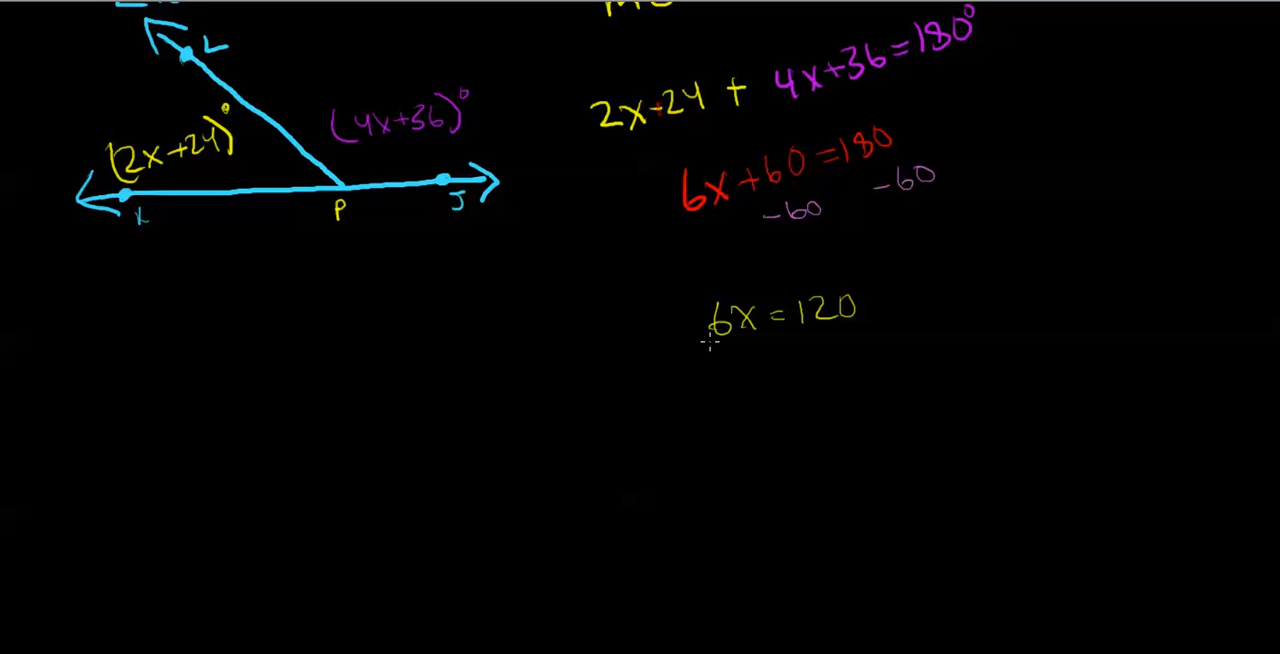 L
(2x+24)°
(4x+36)°
K
P
J
2x+24 + 4x+36=180°
6x+60=180
-60 -60
6x=120